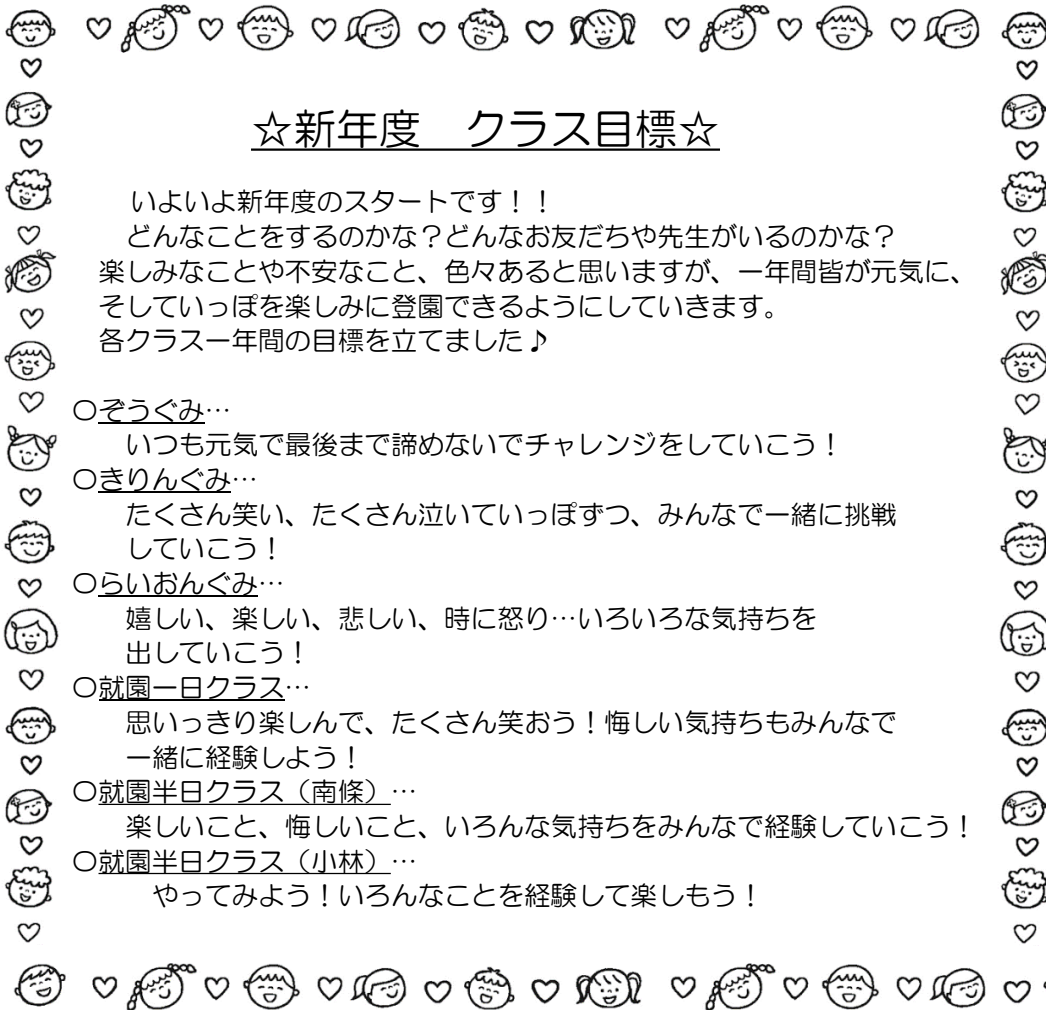 ☆新年度　クラス目標☆
いよいよ新年度のスタートです！！
どんなことをするのかな？どんなお友だちや先生がいるのかな？
楽しみなことや不安なこと、色々あると思いますが、一年間皆が元気に、
そしていっぽを楽しみに登園できるようにしていきます。
各クラス一年間の目標を立てました♪
〇ぞうぐみ…
いつも元気で最後まで諦めないでチャレンジをしていこう！
〇きりんぐみ…
たくさん笑い、たくさん泣いていっぽずつ、みんなで一緒に挑戦
していこう！
〇らいおんぐみ…
嬉しい、楽しい、悲しい、時に怒り…いろいろな気持ちを
出していこう！
〇就園一日クラス…
思いっきり楽しんで、たくさん笑おう！悔しい気持ちもみんなで
一緒に経験しよう！
〇就園半日クラス（南條）…
楽しいこと、悔しいこと、いろんな気持ちをみんなで経験していこう！
〇就園半日クラス（小林）…
やってみよう！いろんなことを経験して楽しもう！